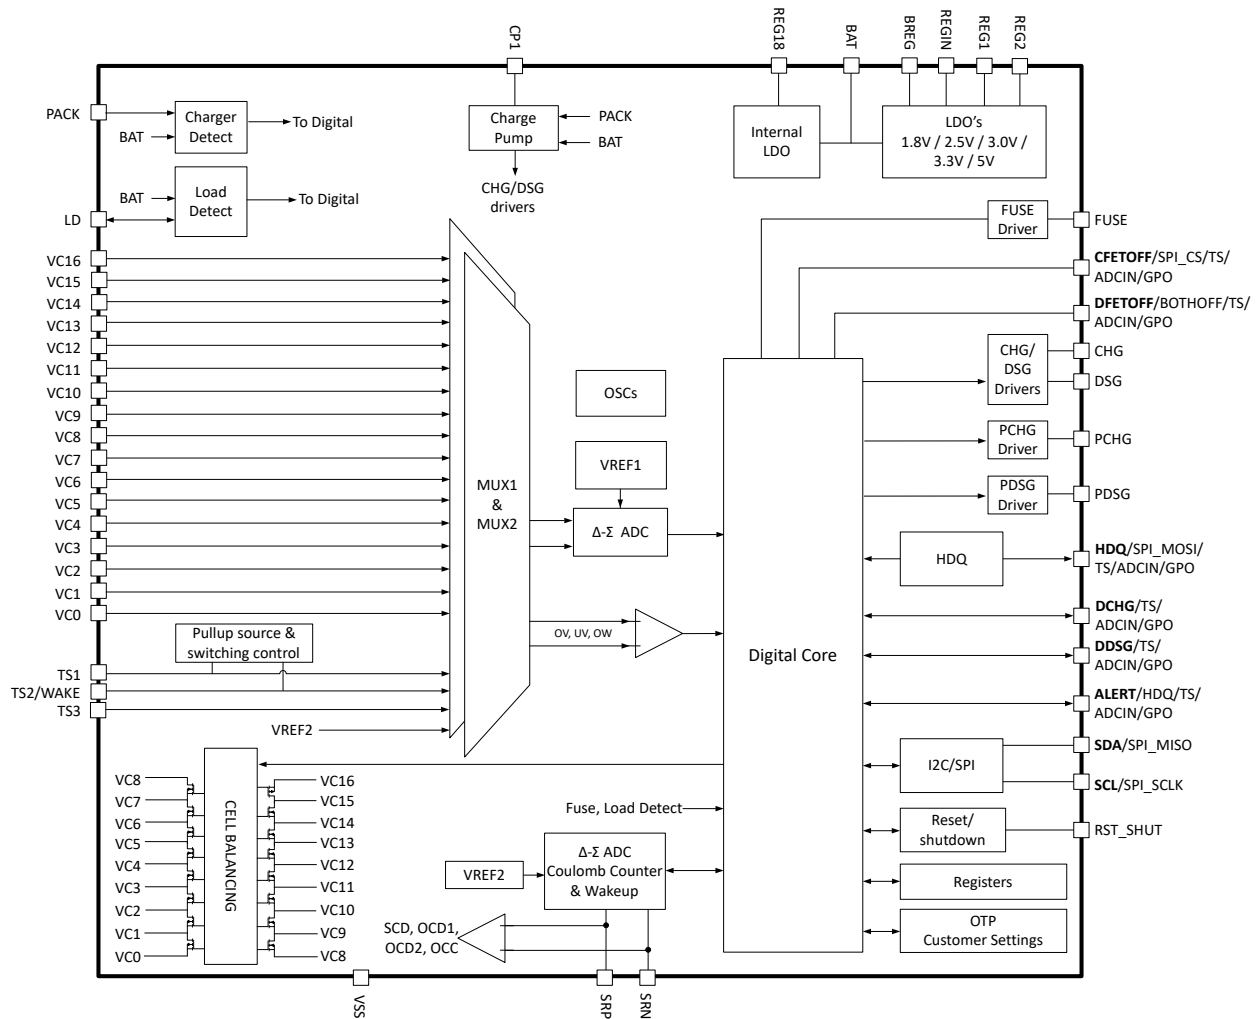 CP1
REG18
BAT
BREG
REGIN
REG1
REG2
PACK
BAT
Charger
Detect
To Digital
Charge
Pump
PACK
BAT
CHG/DSG
drivers
Internal
LDO
LDO's
1.8V / 2.5V / 3.0V /
3.3V / 5V
BAT
LD
Load
Detect
To Digital
FUSE
Driver
FUSE
CFETOFF/SPI_CS/TS/
ADCIN/GPO
DFETOFF/BOTHOFF/TS/
ADCIN/GPO
CHG/
DSG
Drivers
CHG
DSG
PCHG
Driver
PCHG
PDSG
Driver
PDSG
HDQ
HDQ/SPI_MOSI/
TS/ADCIN/GPO
DCHG/TS/
ADCIN/GPO
DDSG/TS/
ADCIN/GPO
ALERT/HDQ/TS/
ADCIN/GPO
I2C/SPI
SDA/SPI_MISO
SCL/SPI_SCLK
Reset/
shutdown
RST_SHUT
Registers
OTP
Customer Settings
VC16
VC15
VC14
VC13
VC12
VC11
VC10
VC9
VC8
VC7
VC6
VC5
VC4
VC3
VC2
VC1
VC0
Pullup source &
switching control
TS1
TS2/WAKE
TS3
VREF2
MUX1
&
MUX2
OSCs
VREF1
Δ-Σ ADC
OV, UV, OW
Digital Core
VC8
VC7
VC6
VC5
VC4
VC3
VC2
VC1
VC0
CELL BALANCING
VC16
VC15
VC14
VC13
VC12
VC11
VC10
VC9
VC8
Fuse, Load Detect
VREF2
Δ-Σ ADC
Coulomb Counter
& Wakeup
SCD, OCD1,
OCD2, OCC
VSS
SRP
SRN